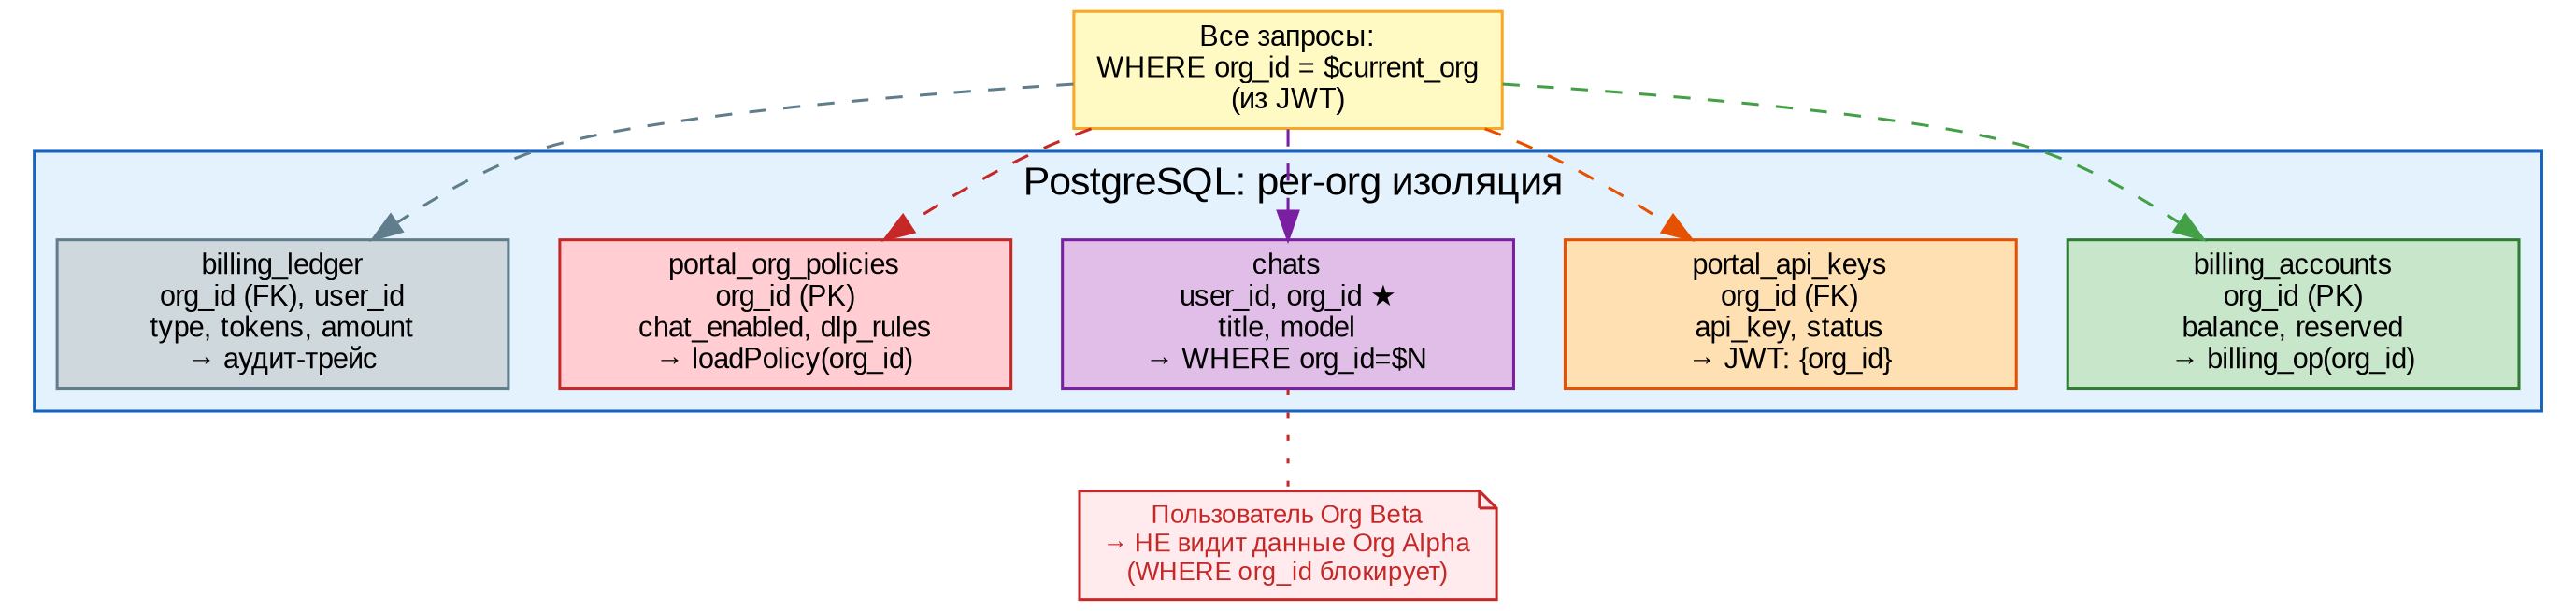 Все запросы:
WHERE org_id = $current_org
(из JWT)
PostgreSQL: per-org изоляция
billing_ledger
org_id (FK), user_id
type, tokens, amount
→ аудит-трейс
portal_org_policies
org_id (PK)
chat_enabled, dlp_rules
→ loadPolicy(org_id)
chats
user_id, org_id ★
title, model
→ WHERE org_id=$N
portal_api_keys
org_id (FK)
api_key, status
→ JWT: {org_id}
billing_accounts
org_id (PK)
balance, reserved
→ billing_op(org_id)
Пользователь Org Beta
→ НЕ видит данные Org Alpha
(WHERE org_id блокирует)